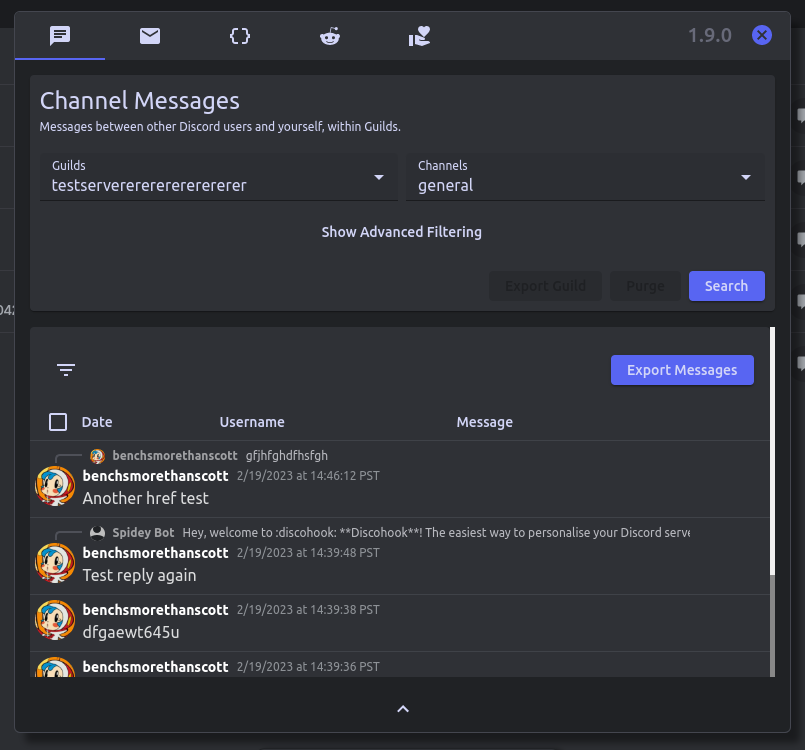 1.9.0
Channel Messages
Messages between other Discord users and yourself, within Guilds.
Guilds
testservererererererererer
Channels
general
Show Advanced Filtering
Export Guild
Purge
Search
Export Messages
Date
Username
Message
benchsmorethanscott gfjhfghdfhsfgh
benchsmorethanscott 2/19/2023 at 14:46:12 PST
Another href test
Spidey Bot Hey, welcome to :discohook: **Discohook**! The easiest way to personalise your Discord serve
benchsmorethanscott 2/19/2023 at 14:39:48 PST
Test reply again
benchsmorethanscott 2/19/2023 at 14:39:38 PST
dfgaewt645u
benchsmorethanscott 2/19/2023 at 14:39:36 PST